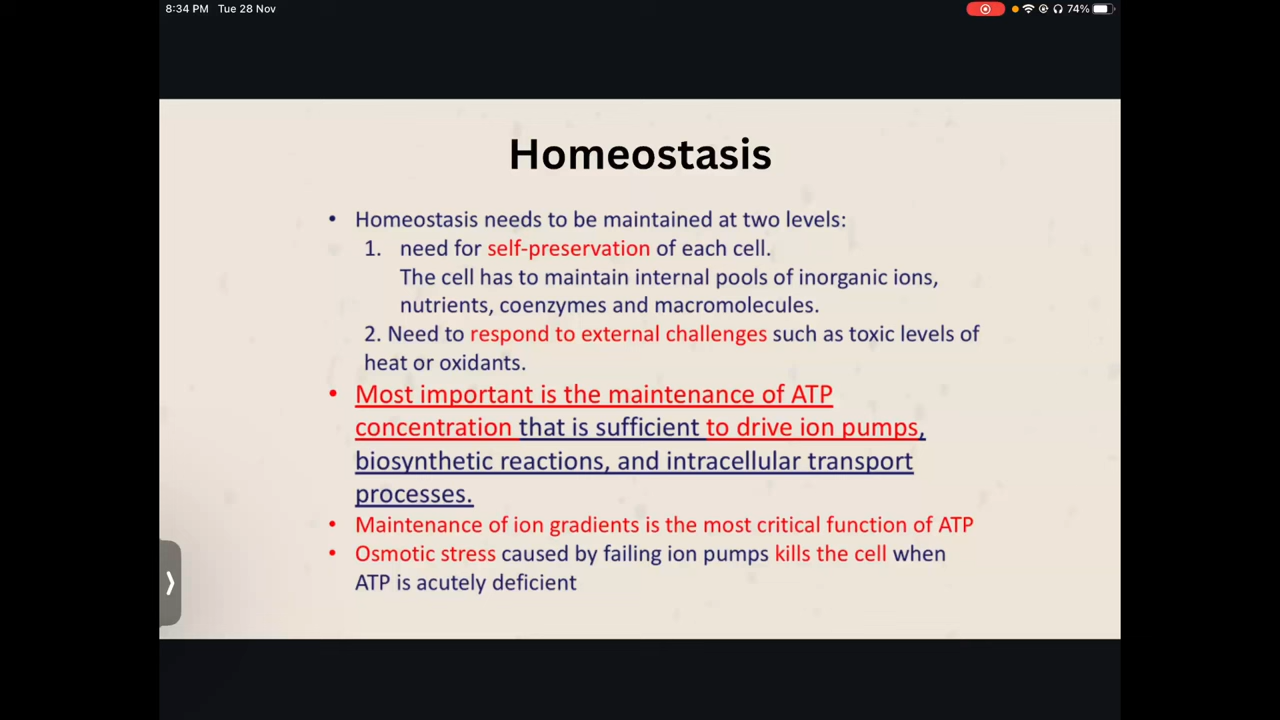 8:34 PM Tue 28 Nov
74%
Homeostasis
• Homeostasis needs to be maintained at two levels:
1. need for self-preservation of each cell.
The cell has to maintain internal pools of inorganic ions,
nutrients, coenzymes and macromolecules.
2. Need to respond to external challenges such as toxic levels of
heat or oxidants.
• Most important is the maintenance of ATP
concentration that is sufficient to drive ion pumps,
biosynthetic reactions, and intracellular transport
processes.
• Maintenance of ion gradients is the most critical function of ATP
• Osmotic stress caused by failing ion pumps kills the cell when
ATP is acutely deficient